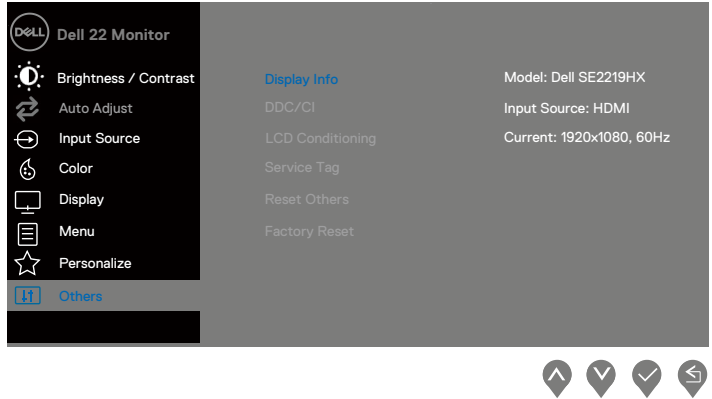 DELL
Dell 22 Monitor
Brightness / Contrast
Auto Adjust
Input Source
Color
Display
Menu
Personalize
Others
Display Info
DDC/CI
LCD Conditioning
Service Tag
Reset Others
Factory Reset
Model: Dell SE2219HX
Input Source: HDMI
Current: 1920x1080, 60Hz